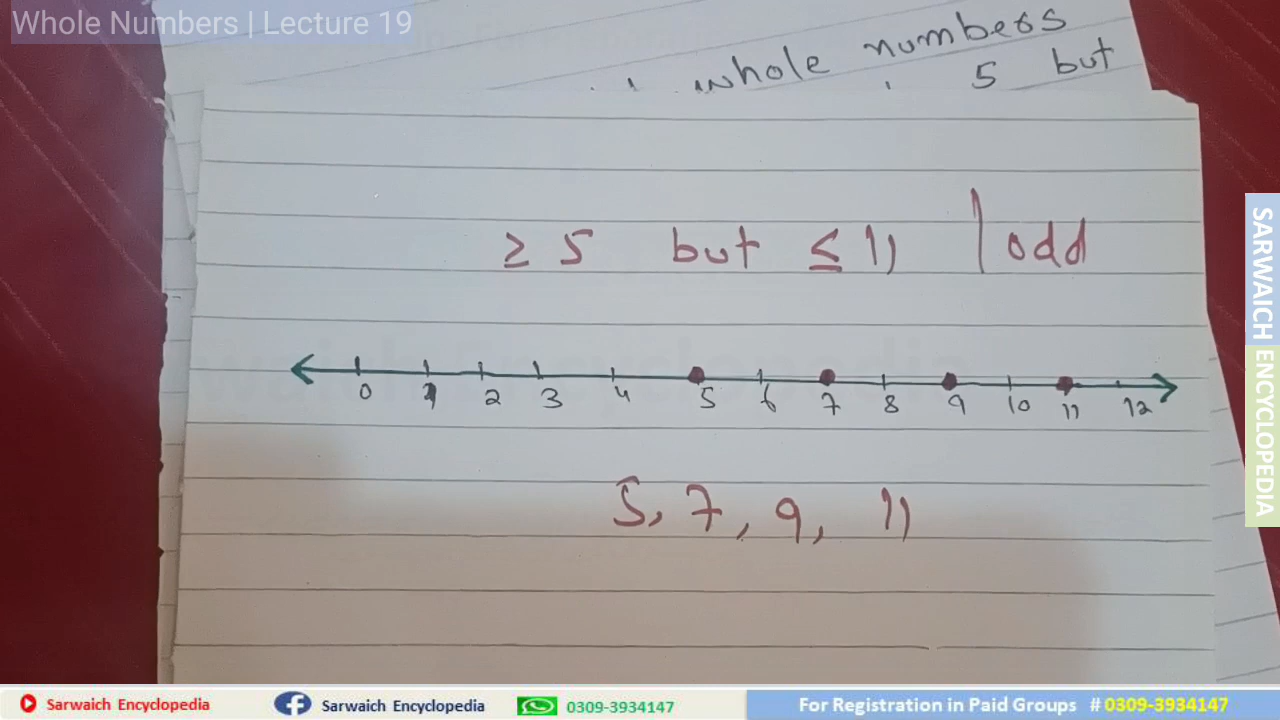 Whole Numbers | Lecture 19
whole numbers
5 but
≥ 5 but ≤ 11 | odd
0 1 2 3 4 5 6 7 8 9 10 11 12
5, 7, 9, 11
SARWAICH ENCYCLOPEDIA
Sarwaich Encyclopedia Sarwaich Encyclopedia 0309-3934147 For Registration in Paid Groups # 0309-3934147